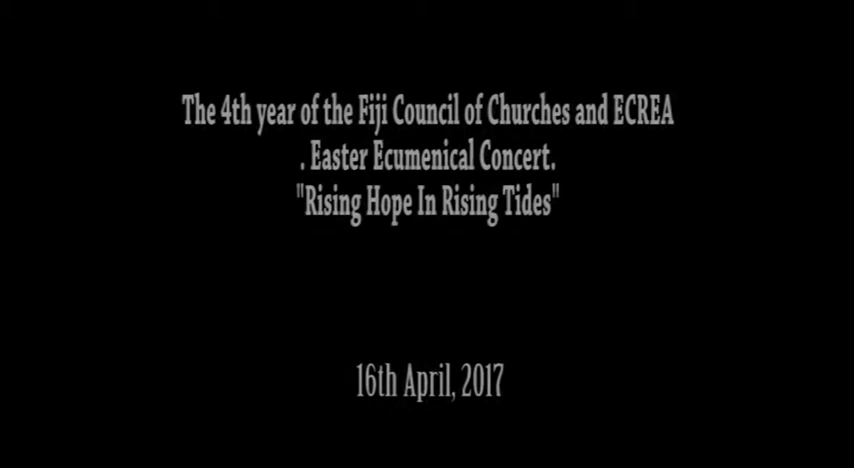 The 4th year of the Fiji Council of Churches and ECREA
. Easter Ecumenical Concert.
"Rising Hope In Rising Tides"
16th April, 2017